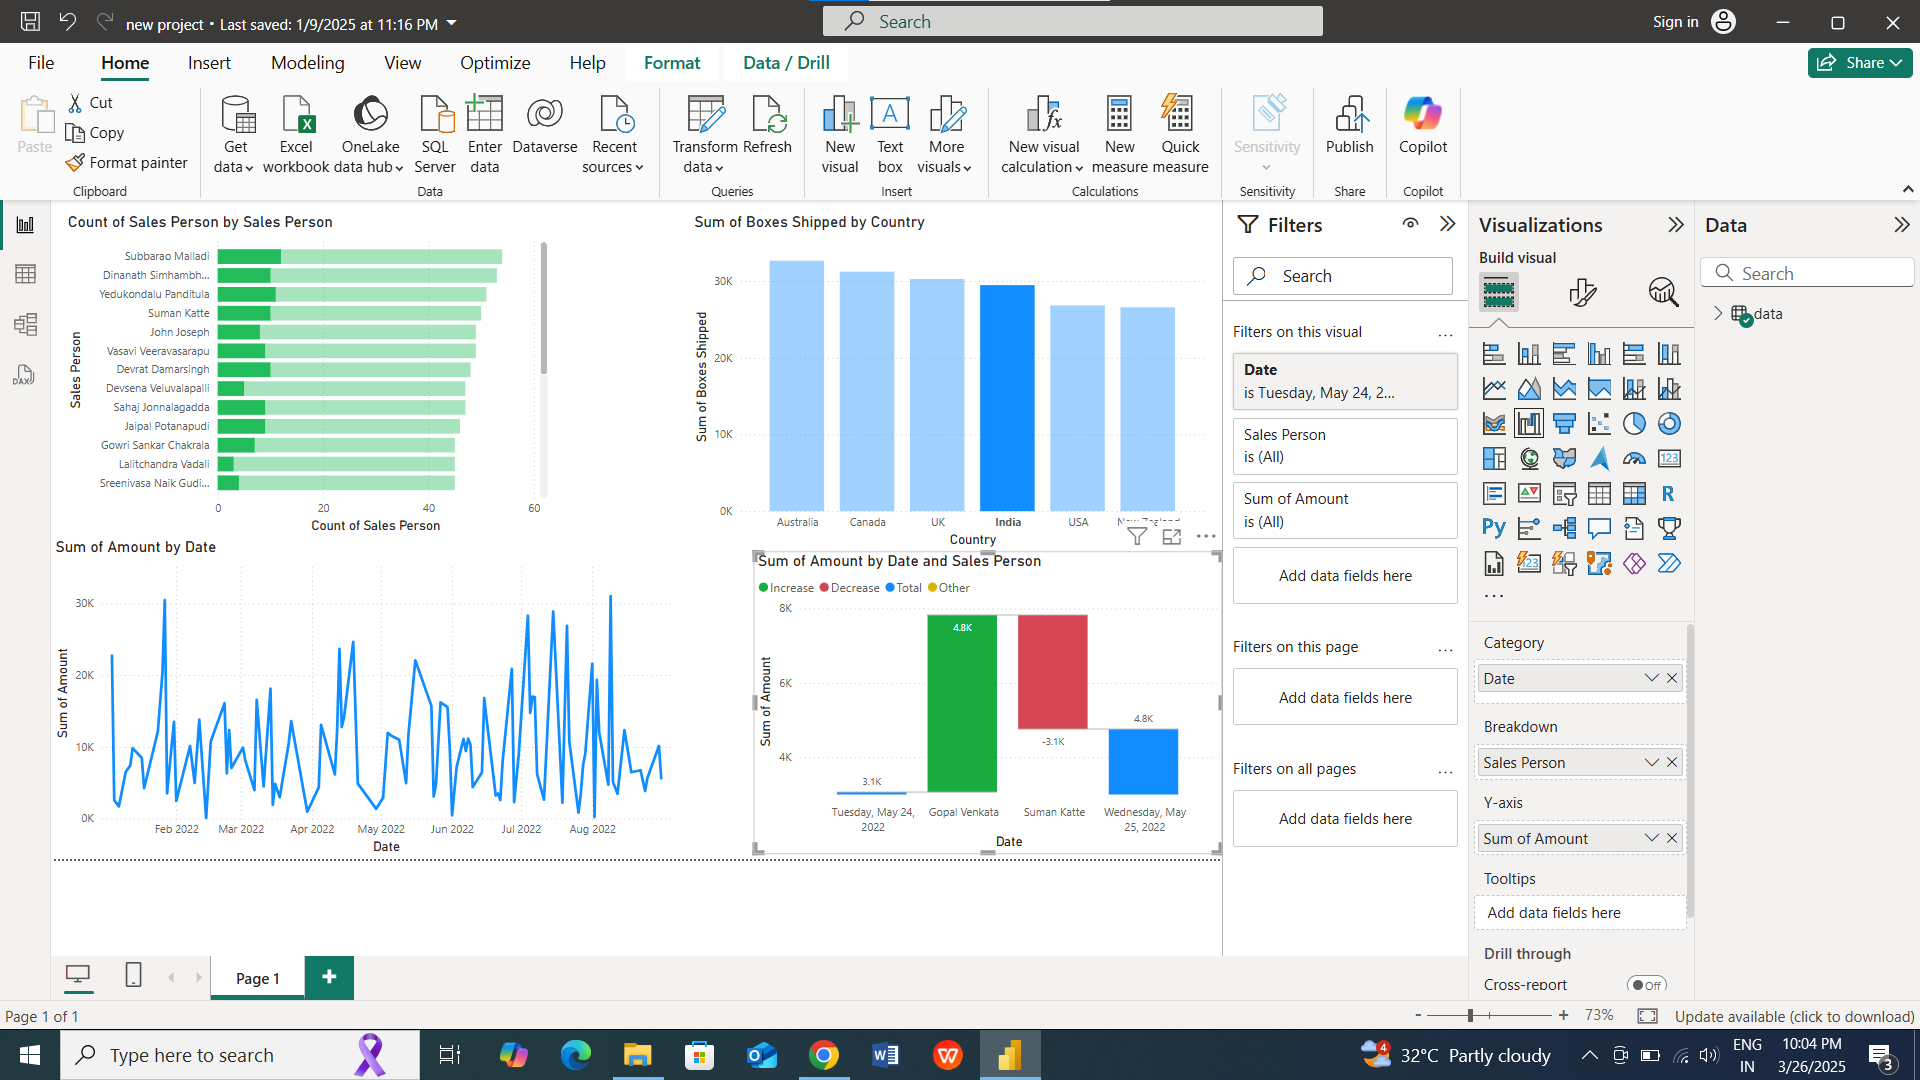 new project • Last saved: 1/9/2025 at 11:16 PM
Search
Sign in
File Home Insert Modeling View Optimize Help Format Data / Drill
Share
Paste
Cut
Copy
Format painter
Clipboard
Get data
Excel workbook
OneLake data hub
SQL Server
Enter data
Dataverse
Recent sources
Data
Transform data
Refresh
Queries
New visual
Text box
More visuals
Insert
New visual calculation
New measure
Quick measure
Calculations
Sensitivity
Sensitivity
Publish
Share
Copilot
Copilot
Count of Sales Person by Sales Person
Sales Person
Subbarao Malladi
Dinanath Simhambh...
Yedukondalu Panditula
Suman Katte
John Joseph
Vasavi Veeravasarapu
Devrat Damarsingh
Devsena Veluvalapalli
Sahaj Jonnalagadda
Jaipal Potanapudi
Gowri Sankar Chakrala
Lalitchandra Vadali
Sreenivasa Naik Gudi...
0 20 40 60
Count of Sales Person
Sum of Boxes Shipped by Country
Sum of Boxes Shipped
30K
20K
10K
0K
Australia Canada UK India USA New Zealand
Country
Sum of Amount by Date
Sum of Amount
30K
20K
10K
0K
Feb 2022 Mar 2022 Apr 2022 May 2022 Jun 2022 Jul 2022 Aug 2022
Date
Sum of Amount by Date and Sales Person
Increase Decrease Total Other
Sum of Amount
8K
6K
4K
3.1K
4.8K
-3.1K
4.8K
Tuesday, May 24, 2022
Gopal Venkata
Suman Katte
Wednesday, May 25, 2022
Date
Filters
Search
Filters on this visual ...
Date
is Tuesday, May 24, 2...
Sales Person
is (All)
Sum of Amount
is (All)
Add data fields here
Filters on this page ...
Add data fields here
Filters on all pages ...
Add data fields here
Visualizations
Build visual
123
R
Py
123
...
Category
Date
Breakdown
Sales Person
Y-axis
Sum of Amount
Tooltips
Add data fields here
Drill through
Cross-report
Off
Data
Search
data
DAX
Page 1
+
Page 1 of 1
- + 73%
Update available (click to download)
Type here to search
4
32°C Partly cloudy
ENG
IN
10:04 PM
3/26/2025
3